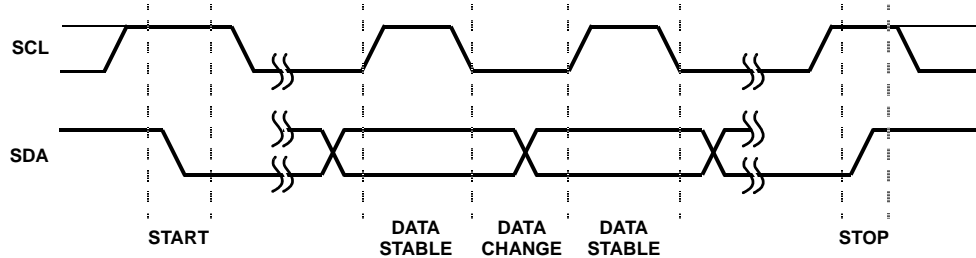 SCL
SDA
START
DATA
STABLE
DATA
CHANGE
DATA
STABLE
STOP